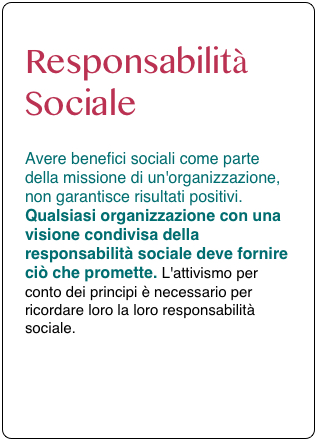 Responsabilità
Sociale
Avere benefici sociali come parte
della missione di un'organizzazione,
non garantisce risultati positivi.
Qualsiasi organizzazione con una
visione condivisa della
responsabilità sociale deve fornire
ciò che promette. L'attivismo per
conto dei principi è necessario per
ricordare loro la loro responsabilità
sociale.